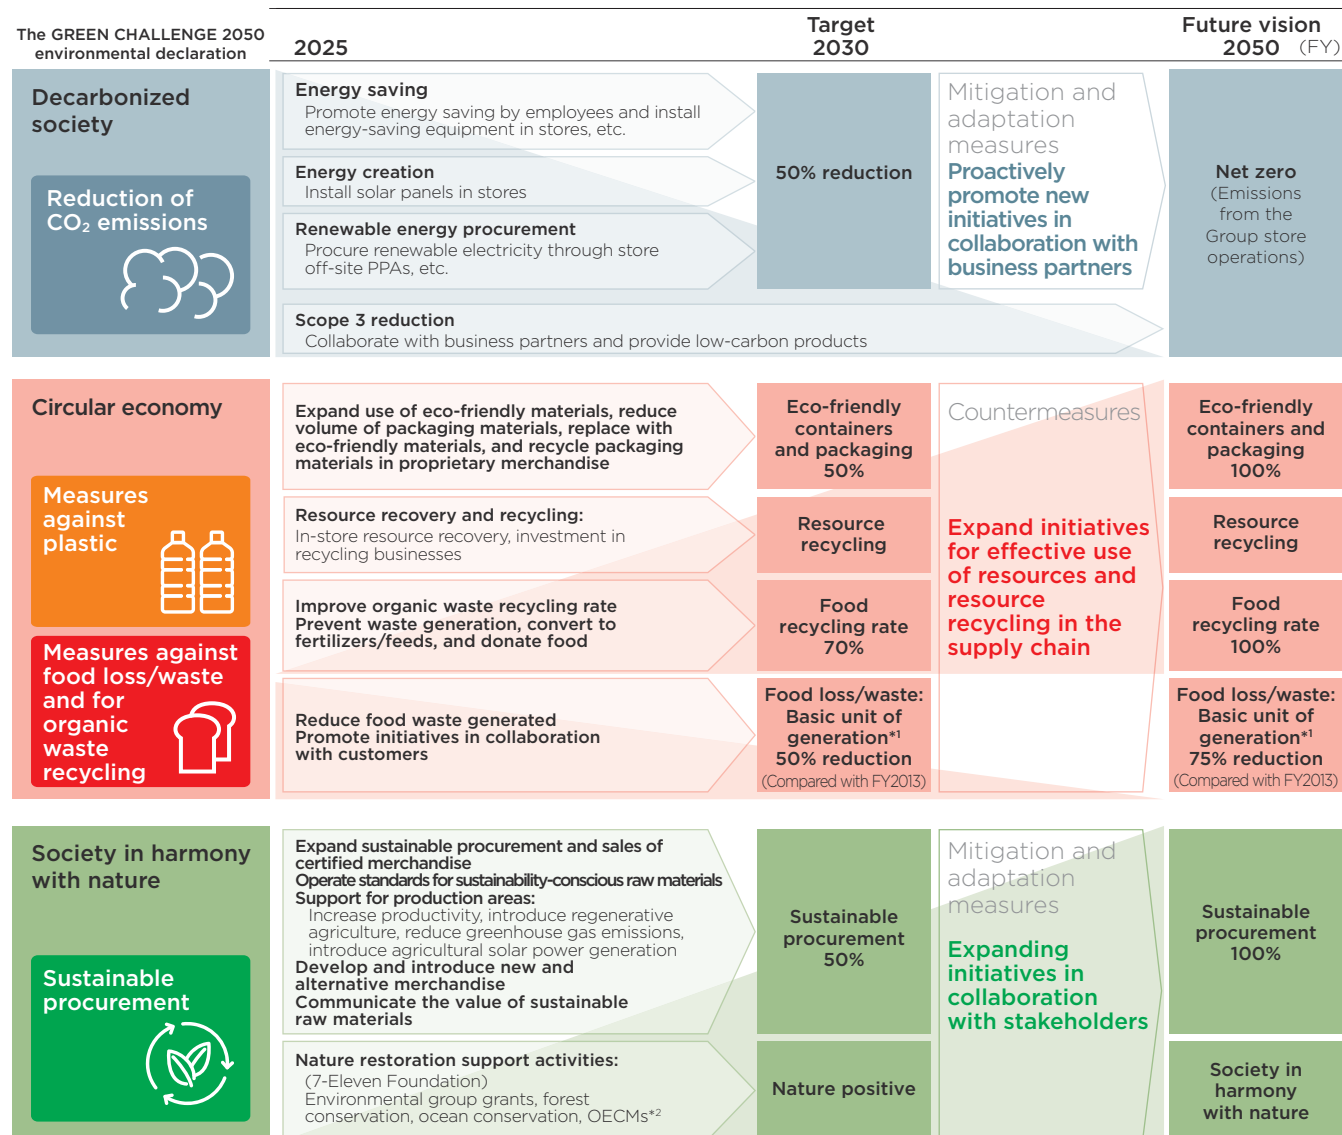 The GREEN CHALLENGE 2050
environmental declaration
2025
Target
2030
Future vision
2050 (FY)
Decarbonized
society
Reduction of
CO₂ emissions
Energy saving
Promote energy saving by employees and install
energy-saving equipment in stores, etc.
Energy creation
Install solar panels in stores
Renewable energy procurement
Procure renewable electricity through store
off-site PPAs, etc.
Scope 3 reduction
Collaborate with business partners and provide low-carbon products
50% reduction
Mitigation and
adaptation
measures
Proactively
promote new
initiatives in
collaboration with
business partners
Net zero
(Emissions
from the
Group store
operations)
Circular economy
Measures
against
plastic
Measures against
food loss/waste
and for
organic
waste
recycling
Expand use of eco-friendly materials, reduce
volume of packaging materials, replace with
eco-friendly materials, and recycle packaging
materials in proprietary merchandise
Resource recovery and recycling:
In-store resource recovery, investment in
recycling businesses
Improve organic waste recycling rate
Prevent waste generation, convert to
fertilizers/feeds, and donate food
Reduce food waste generated
Promote initiatives in collaboration
with customers
Eco-friendly
containers
and packaging
50%
Resource
recycling
Food
recycling rate
70%
Food loss/waste:
Basic unit of
generation*1
50% reduction
(Compared with FY2013)
Countermeasures
Expand initiatives
for effective use
of resources and
resource
recycling in the
supply chain
Eco-friendly
containers and
packaging
100%
Resource
recycling
Food
recycling rate
100%
Food loss/waste:
Basic unit of
generation*1
75% reduction
(Compared with FY2013)
Society in harmony
with nature
Sustainable
procurement
Expand sustainable procurement and sales of
certified merchandise
Operate standards for sustainability-conscious raw materials
Support for production areas:
Increase productivity, introduce regenerative
agriculture, reduce greenhouse gas emissions,
introduce agricultural solar power generation
Develop and introduce new and
alternative merchandise
Communicate the value of sustainable
raw materials
Nature restoration support activities:
(7-Eleven Foundation)
Environmental group grants, forest
conservation, ocean conservation, OECMs*2
Sustainable
procurement
50%
Nature positive
Mitigation and
adaptation
measures
Expanding
initiatives in
collaboration
with stakeholders
Sustainable
procurement
100%
Society in
harmony
with nature